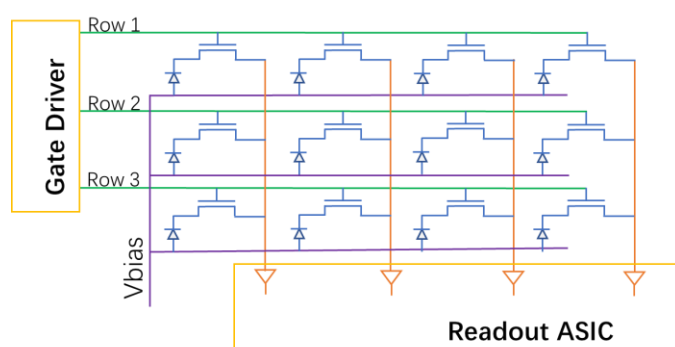 Row 1
Gate Driver
Row 2
Row 3
Vbias
Readout ASIC